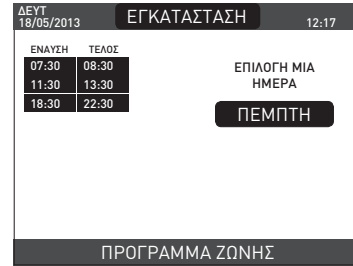 ΔΕΥΤ
18/05/2013
ΕΓΚΑΤΑΣΤΑΣΗ
12:17
ΕΝΑΥΣΗ ΤΕΛΟΣ
07:30 08:30
11:30 13:30
18:30 22:30
ΕΠΙΛΟΓΗ ΜΙΑ
ΗΜΕΡΑ
ΠΕΜΠΤΗ
ΠΡΟΓΡΑΜΜΑ ΖΩΝΗΣ